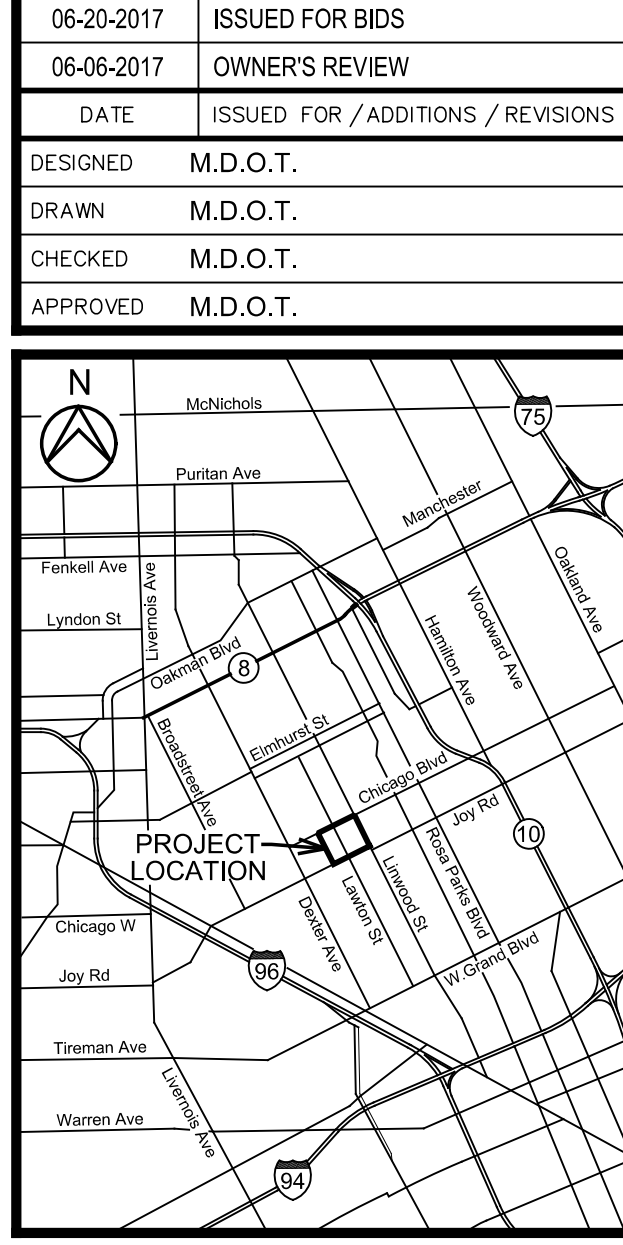 06-20-2017 ISSUED FOR BIDS
06-06-2017 OWNER'S REVIEW
DATE ISSUED FOR / ADDITIONS / REVISIONS
DESIGNED M.D.O.T.
DRAWN M.D.O.T.
CHECKED M.D.O.T.
APPROVED M.D.O.T.
N
McNichols
75
Puritan Ave
Manchester
Fenkell Ave
Livernois Ave
Oakland Ave
Lyndon St
Woodward Ave
Hamilton Ave
Oakman Blvd
8
Broadstreet Ave
Elmhurst St
Chicago Blvd
Joy Rd
10
PROJECT
LOCATION
Rosa Parks Blvd
Linwood St
Lawton St
Dexter Ave
Chicago W
W.Grand Blvd
96
Joy Rd
Tireman Ave
Livernois Ave
Warren Ave
94